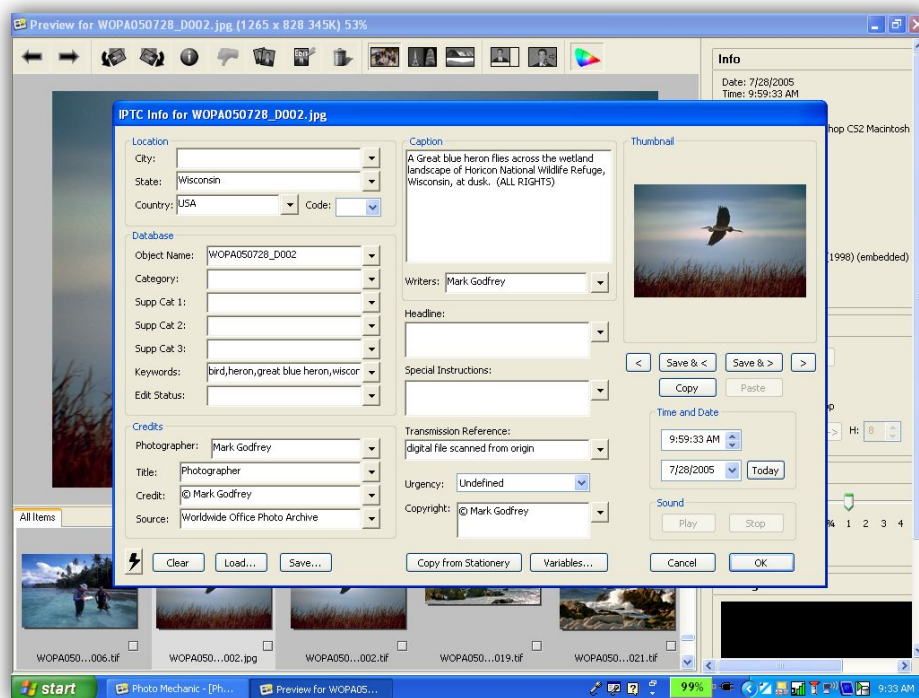 Preview for WOPA050728_D002.jpg (1265 x 828 345K) 53%
Info
Date: 7/28/2005
Time: 9:59:33 AM
hop CS2 Macintosh
(1998) (embedded)
H: 8
1 2 3 4
IPTC Info for WOPA050728_D002.jpg
Location
City:
State: Wisconsin
Country: USA Code:
Database
Object Name: WOPA050728_D002
Category:
Supp Cat 1:
Supp Cat 2:
Supp Cat 3:
Keywords: bird,heron,great blue heron,wiscor
Edit Status:
Credits
Photographer: Mark Godfrey
Title: Photographer
Credit: © Mark Godfrey
Source: Worldwide Office Photo Archive
Clear Load... Save...
Caption
A Great blue heron flies across the wetland
landscape of Horicon National Wildlife Refuge,
Wisconsin, at dusk. (ALL RIGHTS)
Writers: Mark Godfrey
Headline:
Special Instructions:
Transmission Reference:
digital file scanned from origin
Urgency: Undefined
Copyright: © Mark Godfrey
Copy from Stationery Variables...
Thumbnail
< Save & < Save & > >
Copy Paste
Time and Date
9:59:33 AM
7/28/2005 Today
Sound
Play Stop
Cancel OK
All Items
WOPA050...006.tif WOPA050...002.jpg WOPA050...002.tif WOPA050...019.tif WOPA050...021.tif
start Photo Mechanic - [Ph... Preview for WOPA05... 99% 9:33 AM